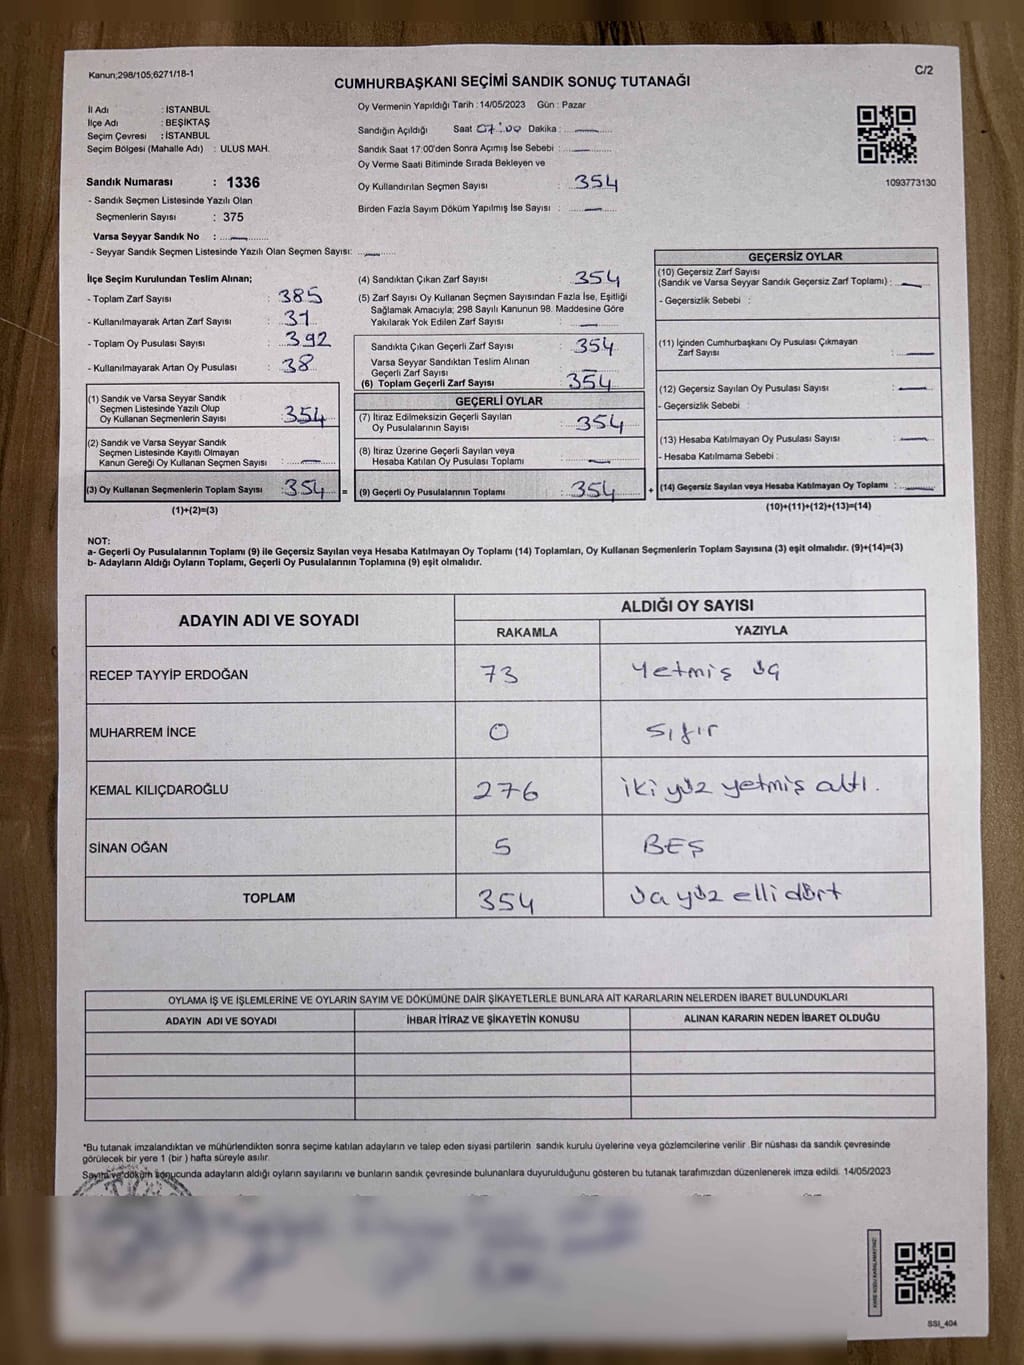 Kanun;298/105;6271/18-1
C/2
CUMHURBAŞKANI SEÇİMİ SANDIK SONUÇ TUTANAĞI
İl Adı : İSTANBUL
İlçe Adı : BEŞİKTAŞ
Seçim Çevresi : İSTANBUL
Seçim Bölgesi (Mahalle Adı) : ULUS MAH.
Sandık Numarası : 1336
- Sandık Seçmen Listesinde Yazılı Olan
Seçmenlerin Sayısı : 375
Varsa Seyyar Sandık No : —
- Seyyar Sandık Seçmen Listesinde Yazılı Olan Seçmen Sayısı: —
Oy Vermenin Yapıldığı Tarih : 14/05/2023 Gün : Pazar
Sandığın Açıldığı Saat 07:00 Dakika : —
Sandık Saat 17:00'den Sonra Açımış İse Sebebi : —
Oy Verme Saati Bitiminde Sırada Bekleyen ve
Oy Kullandırılan Seçmen Sayısı : 354
Birden Fazla Sayım Döküm Yapılmış İse Sayısı : —
1093773130
İlçe Seçim Kurulundan Teslim Alınan;
- Toplam Zarf Sayısı : 385
- Kullanılmayarak Artan Zarf Sayısı : 31
- Toplam Oy Pusulası Sayısı : 392
- Kullanılmayarak Artan Oy Pusulası : 38
(1) Sandık ve Varsa Seyyar Sandık
Seçmen Listesinde Yazılı Olup
Oy Kullanan Seçmenlerin Sayısı : 354
(2) Sandık ve Varsa Seyyar Sandık
Seçmen Listesinde Kayıtlı Olmayan
Kanun Gereği Oy Kullanan Seçmen Sayısı : —
(3) Oy Kullanan Seçmenlerin Toplam Sayısı : 354 =
(1)+(2)=(3)
(4) Sandıktan Çıkan Zarf Sayısı : 354
(5) Zarf Sayısı Oy Kullanan Seçmen Sayısından Fazla İse, Eşitliği
Sağlamak Amacıyla; 298 Sayılı Kanunun 98. Maddesine Göre
Yakılarak Yok Edilen Zarf Sayısı : —
Sandıkta Çıkan Geçerli Zarf Sayısı : 354
Varsa Seyyar Sandıktan Teslim Alınan
Geçerli Zarf Sayısı : —
(6) Toplam Geçerli Zarf Sayısı : 354
GEÇERLİ OYLAR
(7) İtiraz Edilmeksizin Geçerli Sayılan
Oy Pusulalarının Sayısı : 354
(8) İtiraz Üzerine Geçerli Sayılan veya
Hesaba Katılan Oy Pusulası Toplamı : —
(9) Geçerli Oy Pusulalarının Toplamı : 354 +
GEÇERSİZ OYLAR
(10) Geçersiz Zarf Sayısı
(Sandık ve Varsa Seyyar Sandık Geçersiz Zarf Toplamı) : —
- Geçersizlik Sebebi :
(11) İçinden Cumhurbaşkanı Oy Pusulası Çıkmayan
Zarf Sayısı : —
(12) Geçersiz Sayılan Oy Pusulası Sayısı : —
- Geçersizlik Sebebi :
(13) Hesaba Katılmayan Oy Pusulası Sayısı : —
- Hesaba Katılmama Sebebi :
(14) Geçersiz Sayılan veya Hesaba Katılmayan Oy Toplamı : —
(10)+(11)+(12)+(13)=(14)
NOT:
a- Geçerli Oy Pusulalarının Toplamı (9) ile Geçersiz Sayılan veya Hesaba Katılmayan Oy Toplamı (14) Toplamları, Oy Kullanan Seçmenlerin Toplam Sayısına (3) eşit olmalıdır. (9)+(14)=(3)
b- Adayların Aldığı Oyların Toplamı, Geçerli Oy Pusulalarının Toplamına (9) eşit olmalıdır.
ADAYIN ADI VE SOYADI
ALDIĞI OY SAYISI
RAKAMLA YAZIYLA
RECEP TAYYİP ERDOĞAN 73 Yetmiş üç
MUHARREM İNCE 0 Sıfır
KEMAL KILIÇDAROĞLU 276 iki yüz yetmiş altı.
SİNAN OĞAN 5 BEŞ
TOPLAM 354 üç yüz elli dört
OYLAMA İŞ VE İŞLEMLERİNE VE OYLARIN SAYIM VE DÖKÜMÜNE DAİR ŞİKAYETLERLE BUNLARA AİT KARARLARIN NELERDEN İBARET BULUNDUKLARI
ADAYIN ADI VE SOYADI İHBAR İTİRAZ VE ŞİKAYETİN KONUSU ALINAN KARARIN NEDEN İBARET OLDUĞU
*Bu tutanak imzalandıktan ve mühürlendikten sonra seçime katılan adayların ve talep eden siyasi partilerin sandık kurulu üyelerine veya gözlemcilerine verilir. Bir nüshası da sandık çevresinde
görülecek bir yere 1 (bir ) hafta süreyle asılır.
Sayım ve döküm sonucunda adayların aldığı oyların sayılarını ve bunların sandık çevresinde bulunanlara duyurulduğunu gösteren bu tutanak tarafımızdan düzenlenerek imza edildi. 14/05/2023
SSI_404